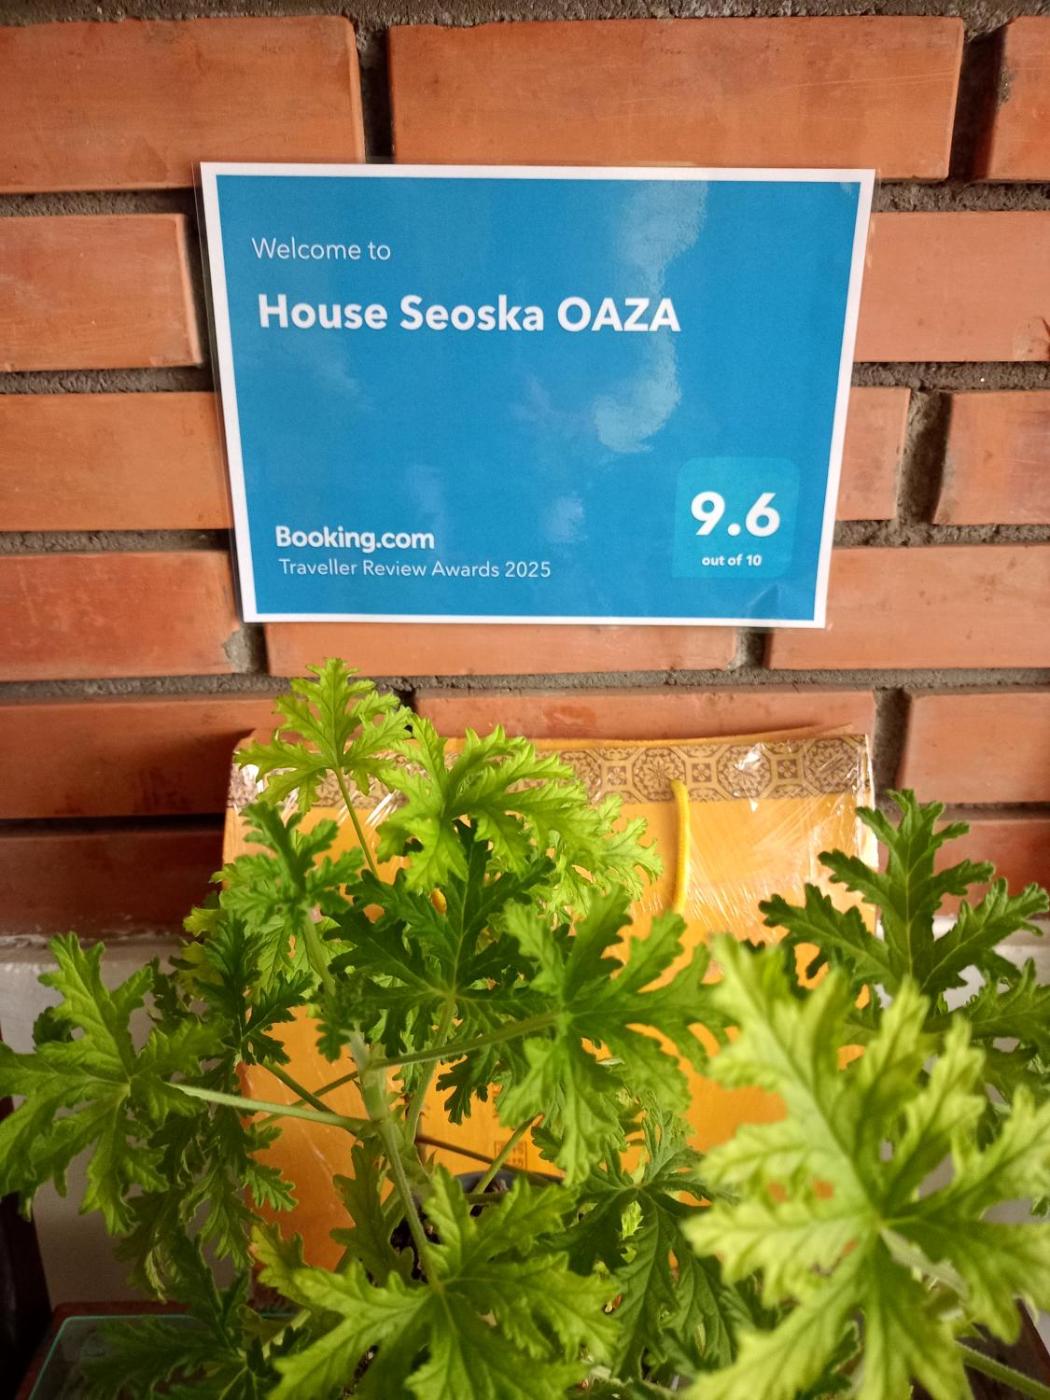 Welcome to
House Seoska OAZA
9.6
out of 10
Booking.com
Traveller Review Awards 2025